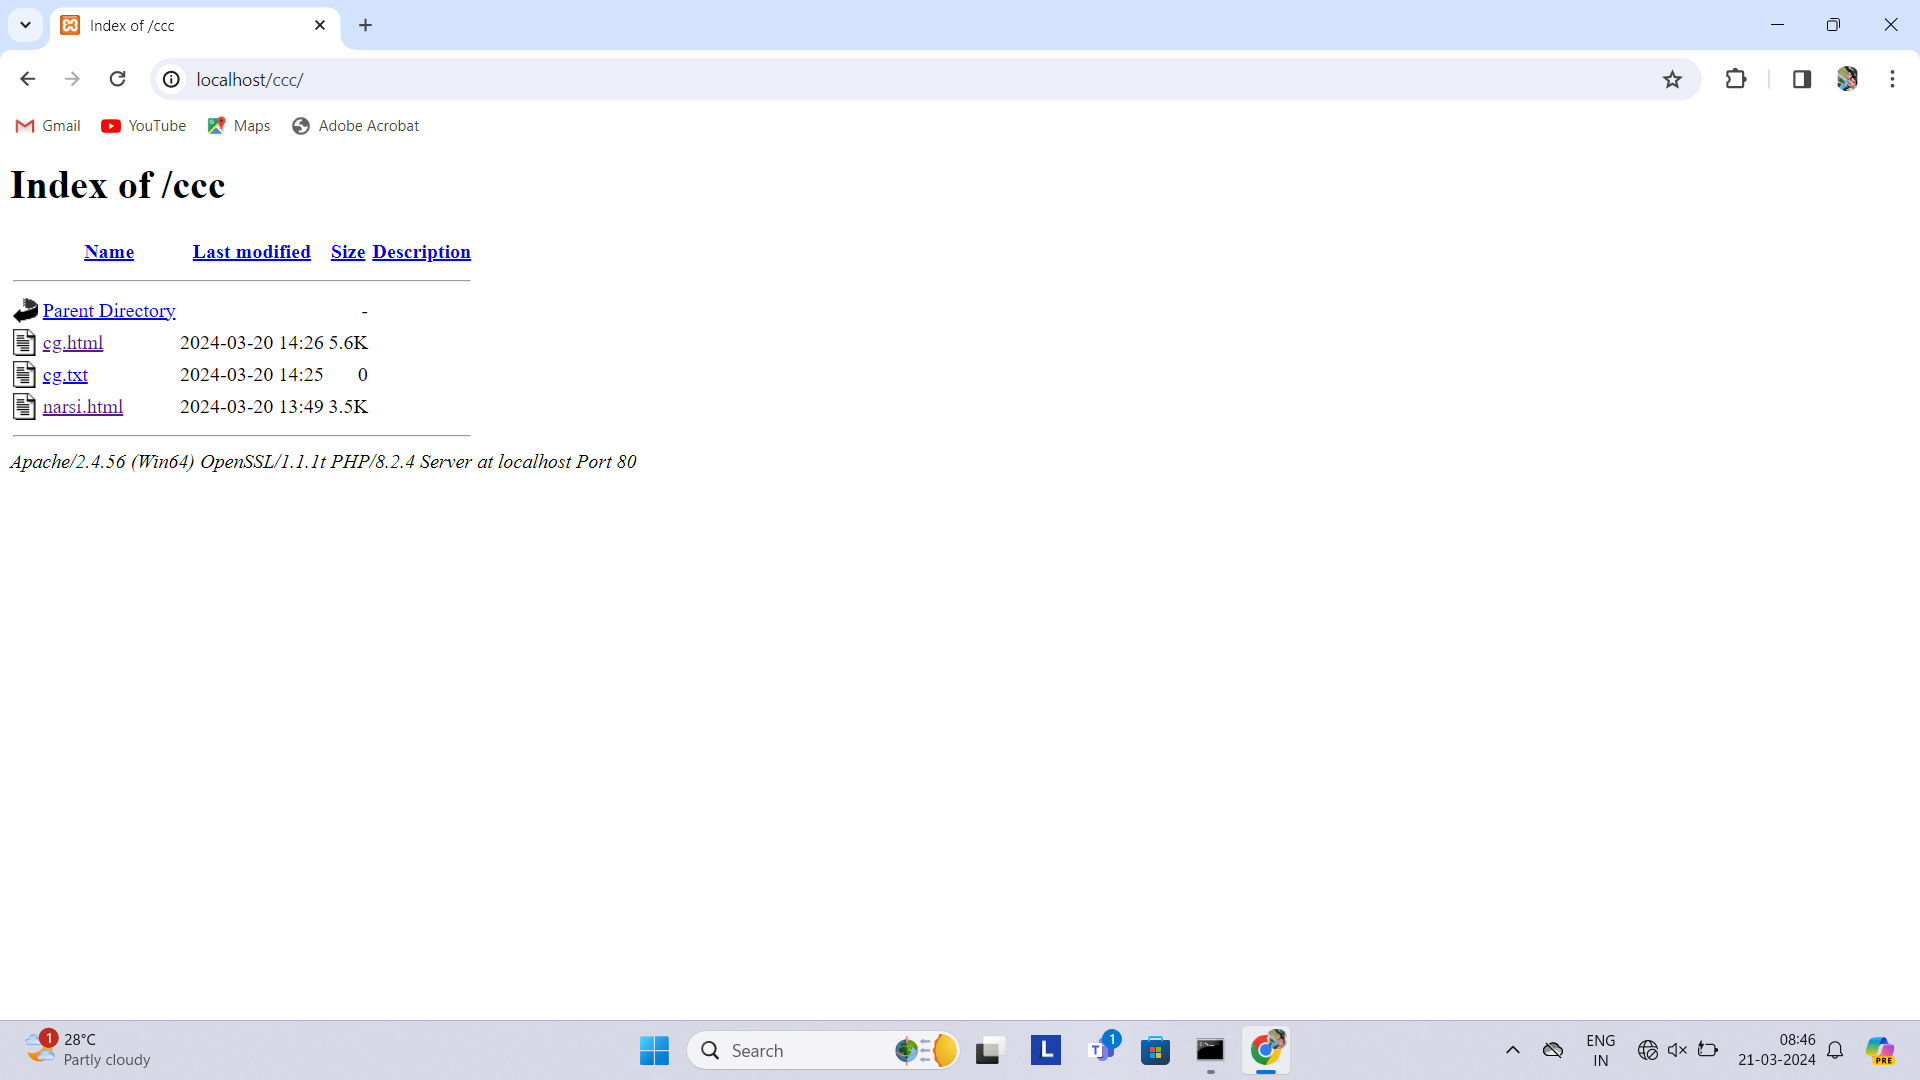 Index of /ccc
localhost/ccc/
Gmail YouTube Maps Adobe Acrobat
Index of /ccc
Name Last modified Size Description
Parent Directory -
cg.html 2024-03-20 14:26 5.6K
cg.txt 2024-03-20 14:25 0
narsi.html 2024-03-20 13:49 3.5K
Apache/2.4.56 (Win64) OpenSSL/1.1.1t PHP/8.2.4 Server at localhost Port 80
1
28°C
Partly cloudy
Search
L
T
1
ENG
IN
08:46
21-03-2024
PRE